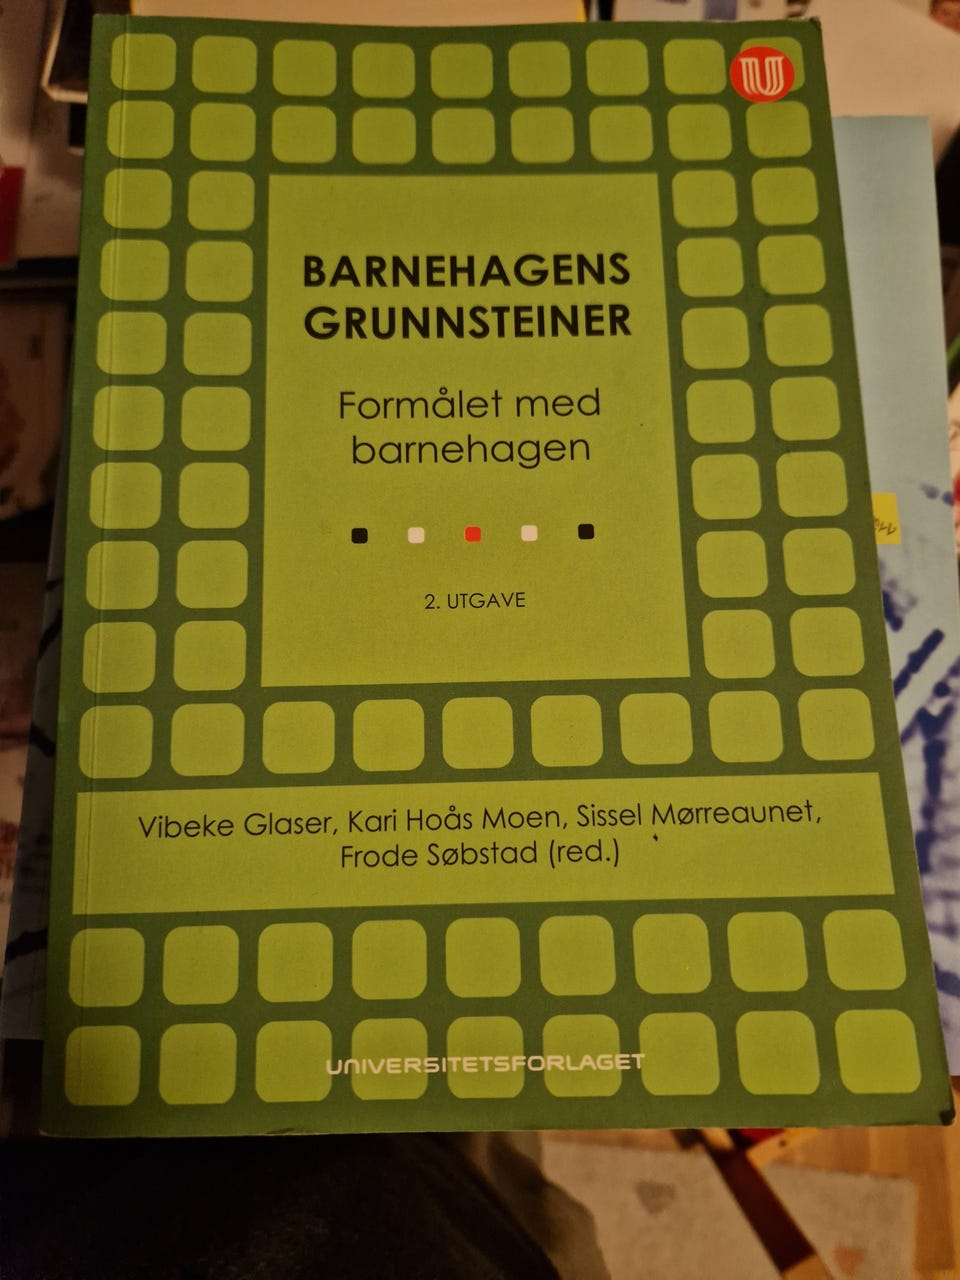 BARNEHAGENS
GRUNNSTEINER
Formålet med
barnehagen
2. UTGAVE
Vibeke Glaser, Kari Hoås Moen, Sissel Mørreaunet,
Frode Søbstad (red.)
UNIVERSITETSFORLAGET